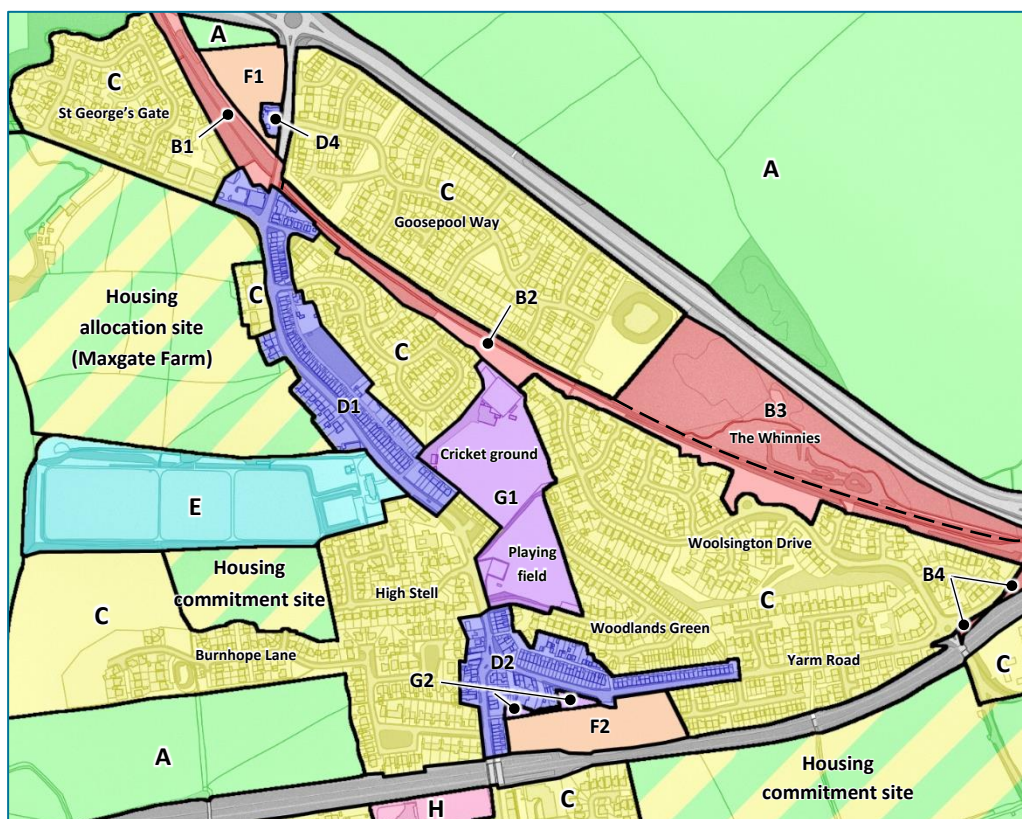 A
F1
C
St George's Gate
B1
D4
A
C
Goosepool Way
C
Housing
allocation site
(Maxgate Farm)
B2
C
D1
B3
The Whinnies
Cricket ground
G1
E
Playing
field
Woolsington Drive
Housing
commitment site
High Stell
B4
C
C
Woodlands Green
Burnhope Lane
D2
Yarm Road
C
G2
F2
A
Housing
commitment site
H
C